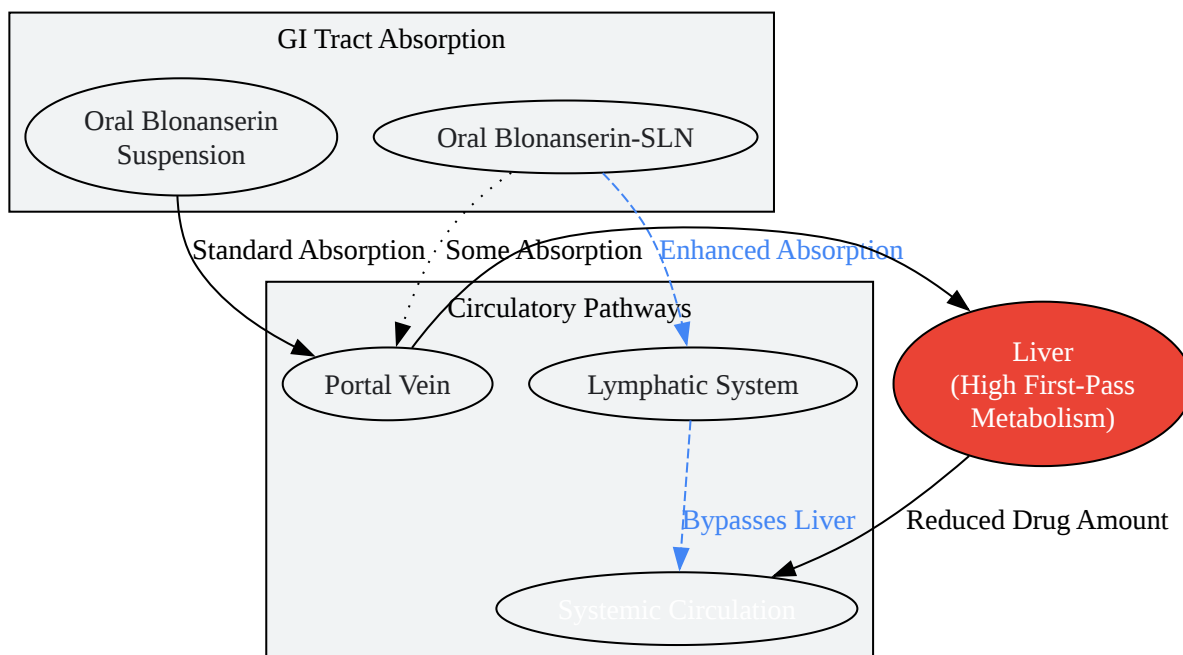 GI Tract Absorption
Oral Blonanserin
Suspension
Oral Blonanserin-SLN
Standard Absorption
Some Absorption
Enhanced Absorption
Circulatory Pathways
Portal Vein
Lymphatic System
Liver
(High First-Pass
Metabolism)
Bypasses Liver
Reduced Drug Amount
Systemic Circulation